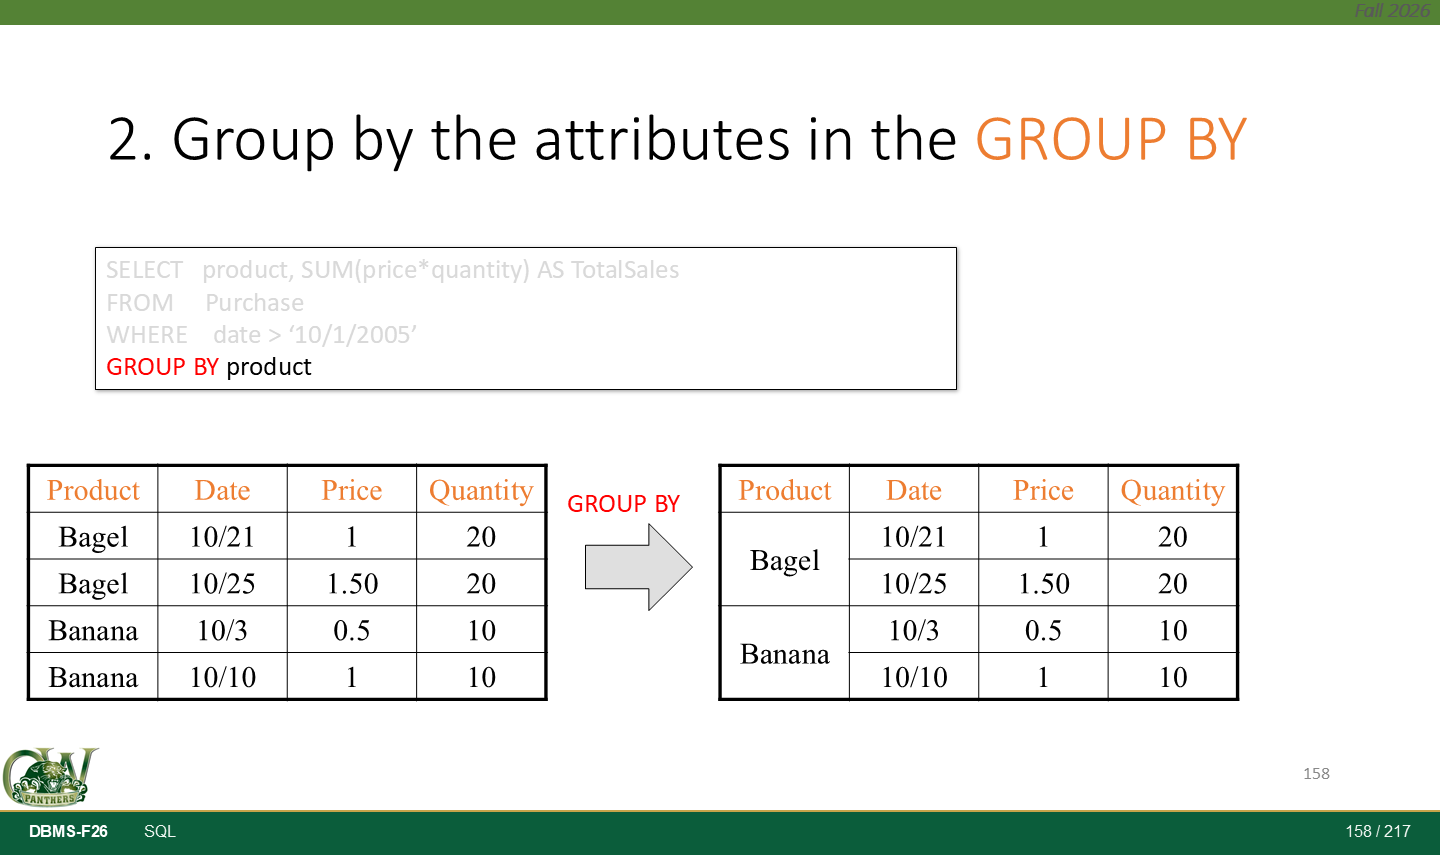 Fall 2026
2. Group by the attributes in the GROUP BY
SELECT product, SUM(price*quantity) AS TotalSales
FROM Purchase
WHERE date > ‘10/1/2005’
GROUP BY product
Product Date Price Quantity
Bagel 10/21 1 20
Bagel 10/25 1.50 20
Banana 10/3 0.5 10
Banana 10/10 1 10
GROUP BY
Product Date Price Quantity
Bagel 10/21 1 20
10/25 1.50 20
Banana 10/3 0.5 10
10/10 1 10
OW
PANTHERS
158
DBMS-F26 SQL 158 / 217